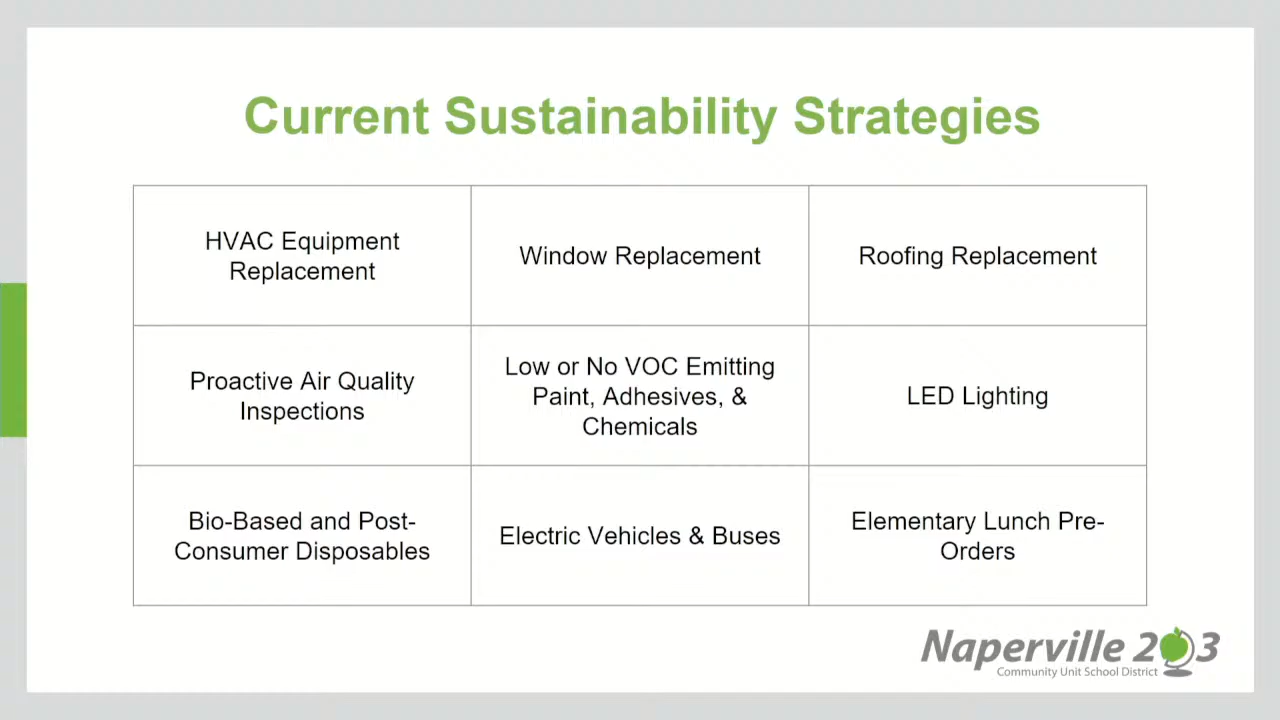 Current Sustainability Strategies
HVAC Equipment
Replacement
Window Replacement
Roofing Replacement
Proactive Air Quality
Inspections
Low or No VOC Emitting
Paint, Adhesives, &
Chemicals
LED Lighting
Bio-Based and Post-
Consumer Disposables
Electric Vehicles & Buses
Elementary Lunch Pre-
Orders
Naperville 203
Community Unit School District